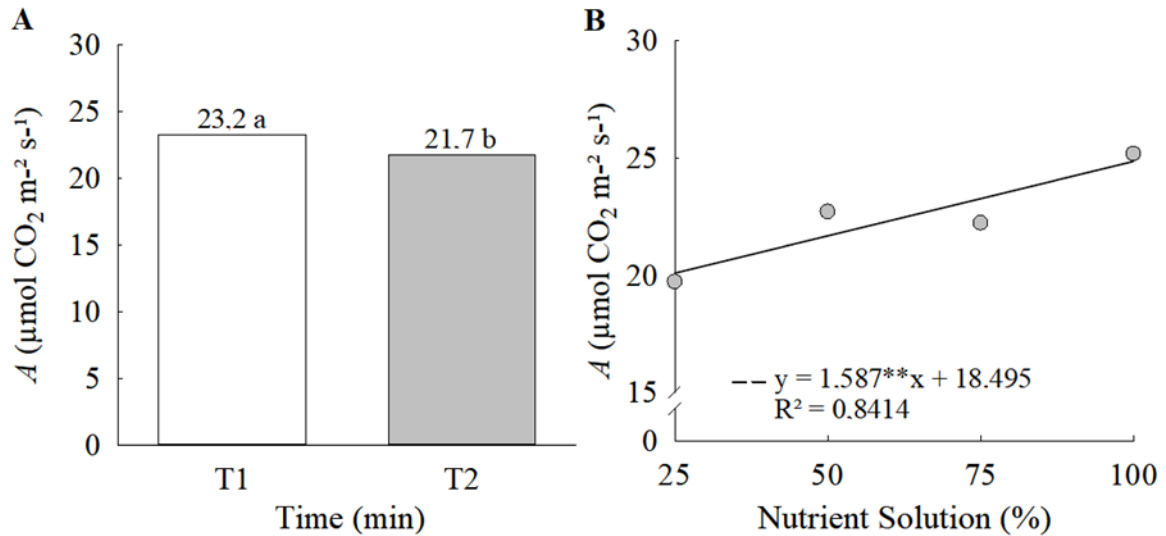 A
A (µmol CO₂ m-² s-¹)
30
25
20
15
10
5
0
23,2 a
21.7 b
T1
T2
Time (min)
B
A (µmol CO₂ m-² s-¹)
30
25
20
15
0
y = 1.587**x + 18.495
R² = 0.8414
25
50
75
100
Nutrient Solution (%)